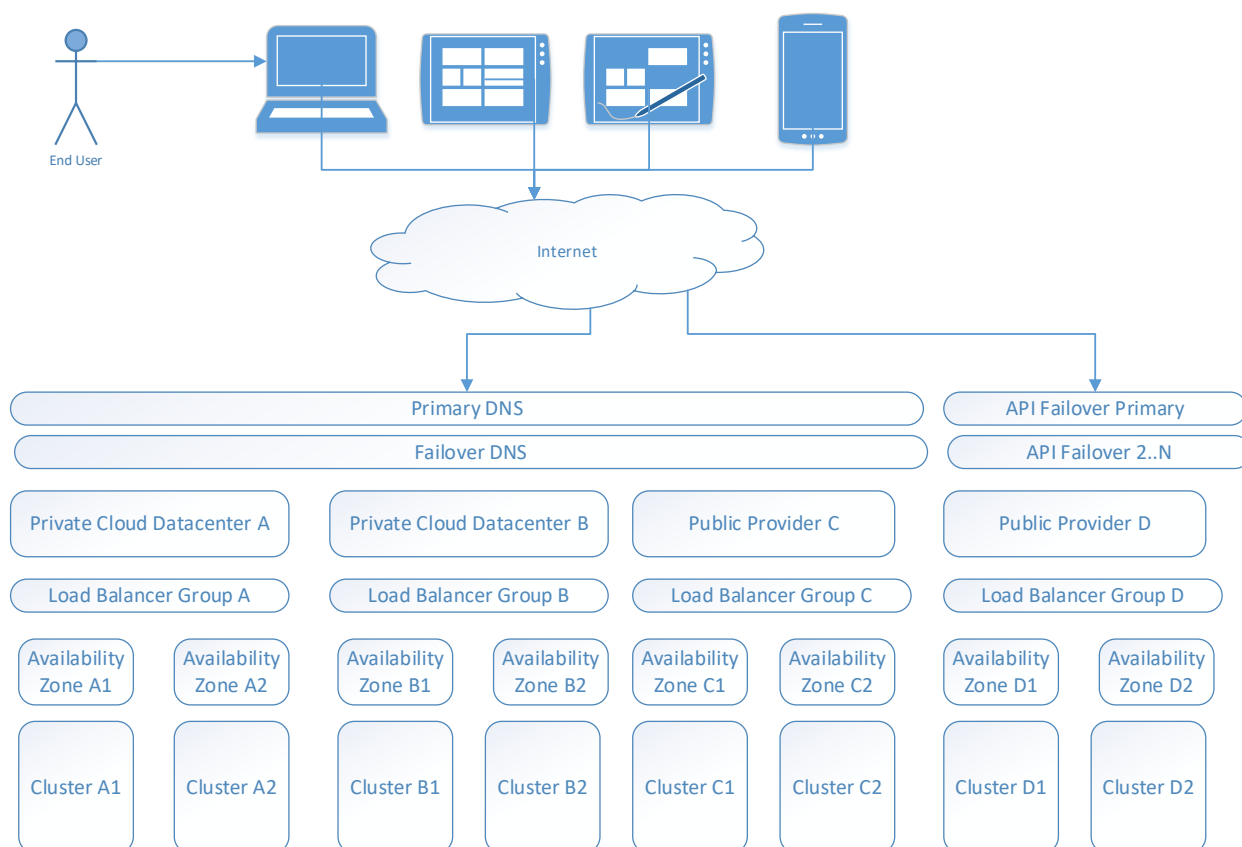 End User
Internet
Primary DNS
API Failover Primary
Failover DNS
API Failover 2..N
Private Cloud Datacenter A
Private Cloud Datacenter B
Public Provider C
Public Provider D
Load Balancer Group A
Load Balancer Group B
Load Balancer Group C
Load Balancer Group D
Availability
Zone A1
Availability
Zone A2
Availability
Zone B1
Availability
Zone B2
Availability
Zone C1
Availability
Zone C2
Availability
Zone D1
Availability
Zone D2
Cluster A1
Cluster A2
Cluster B1
Cluster B2
Cluster C1
Cluster C2
Cluster D1
Cluster D2